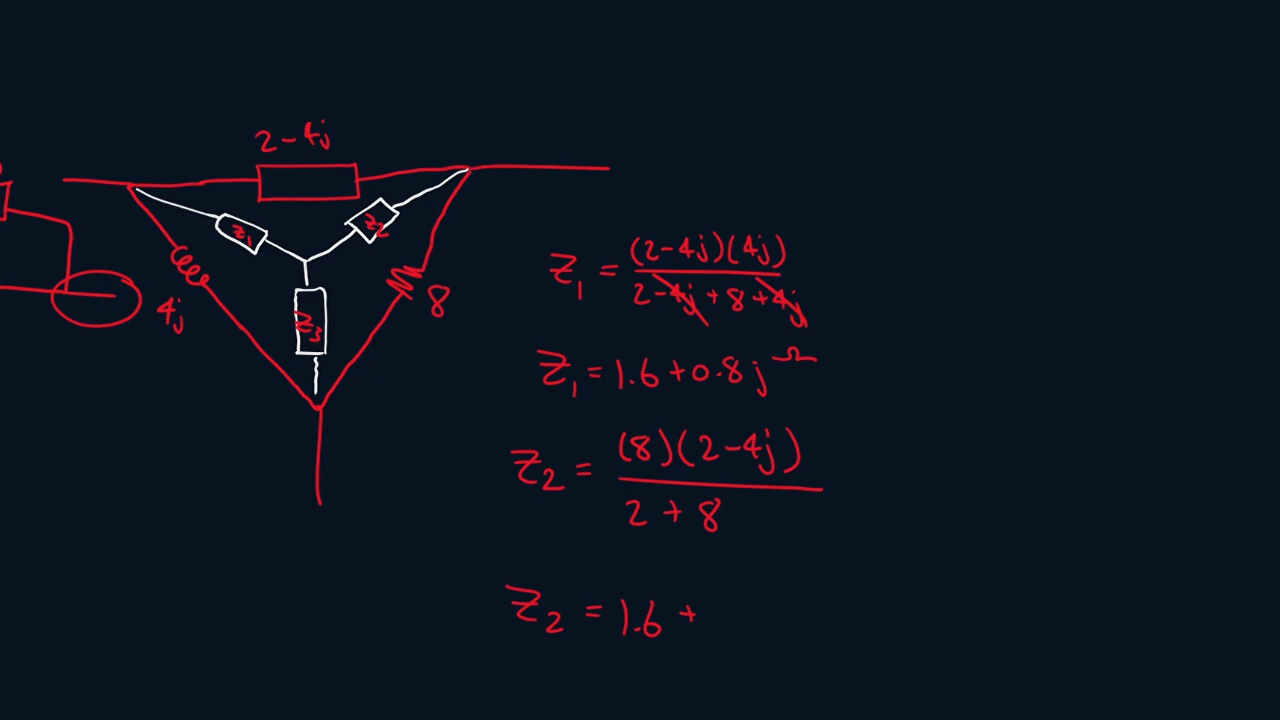 2-4j
Z1
Z2
4j
Z3
8
Z1 = (2-4j)(4j)
2-4j + 8 + 4j
Z1 = 1.6 + 0.8j Ω
Z2 = (8)(2-4j)
2 + 8
Z2 = 1.6 +